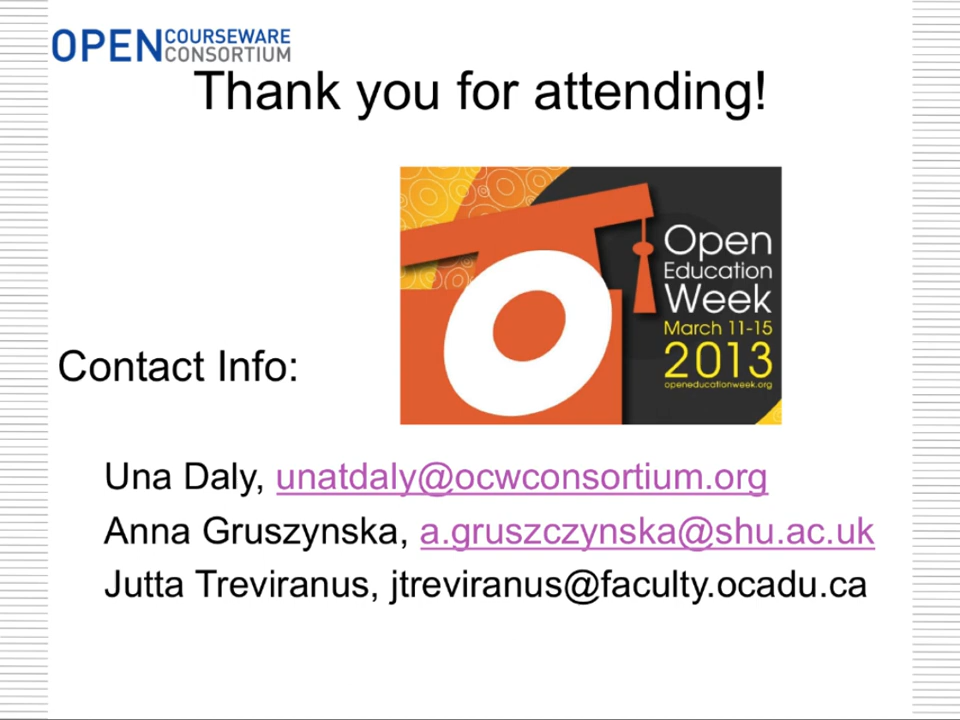 OPEN COURSEWARE
CONSORTIUM
Thank you for attending!
Open
Education
Week
March 11-15
2013
openeducationweek.org
Contact Info:
Una Daly, unatdaly@ocwconsortium.org
Anna Gruszynska, a.gruszczynska@shu.ac.uk
Jutta Treviranus, jtreviranus@faculty.ocadu.ca